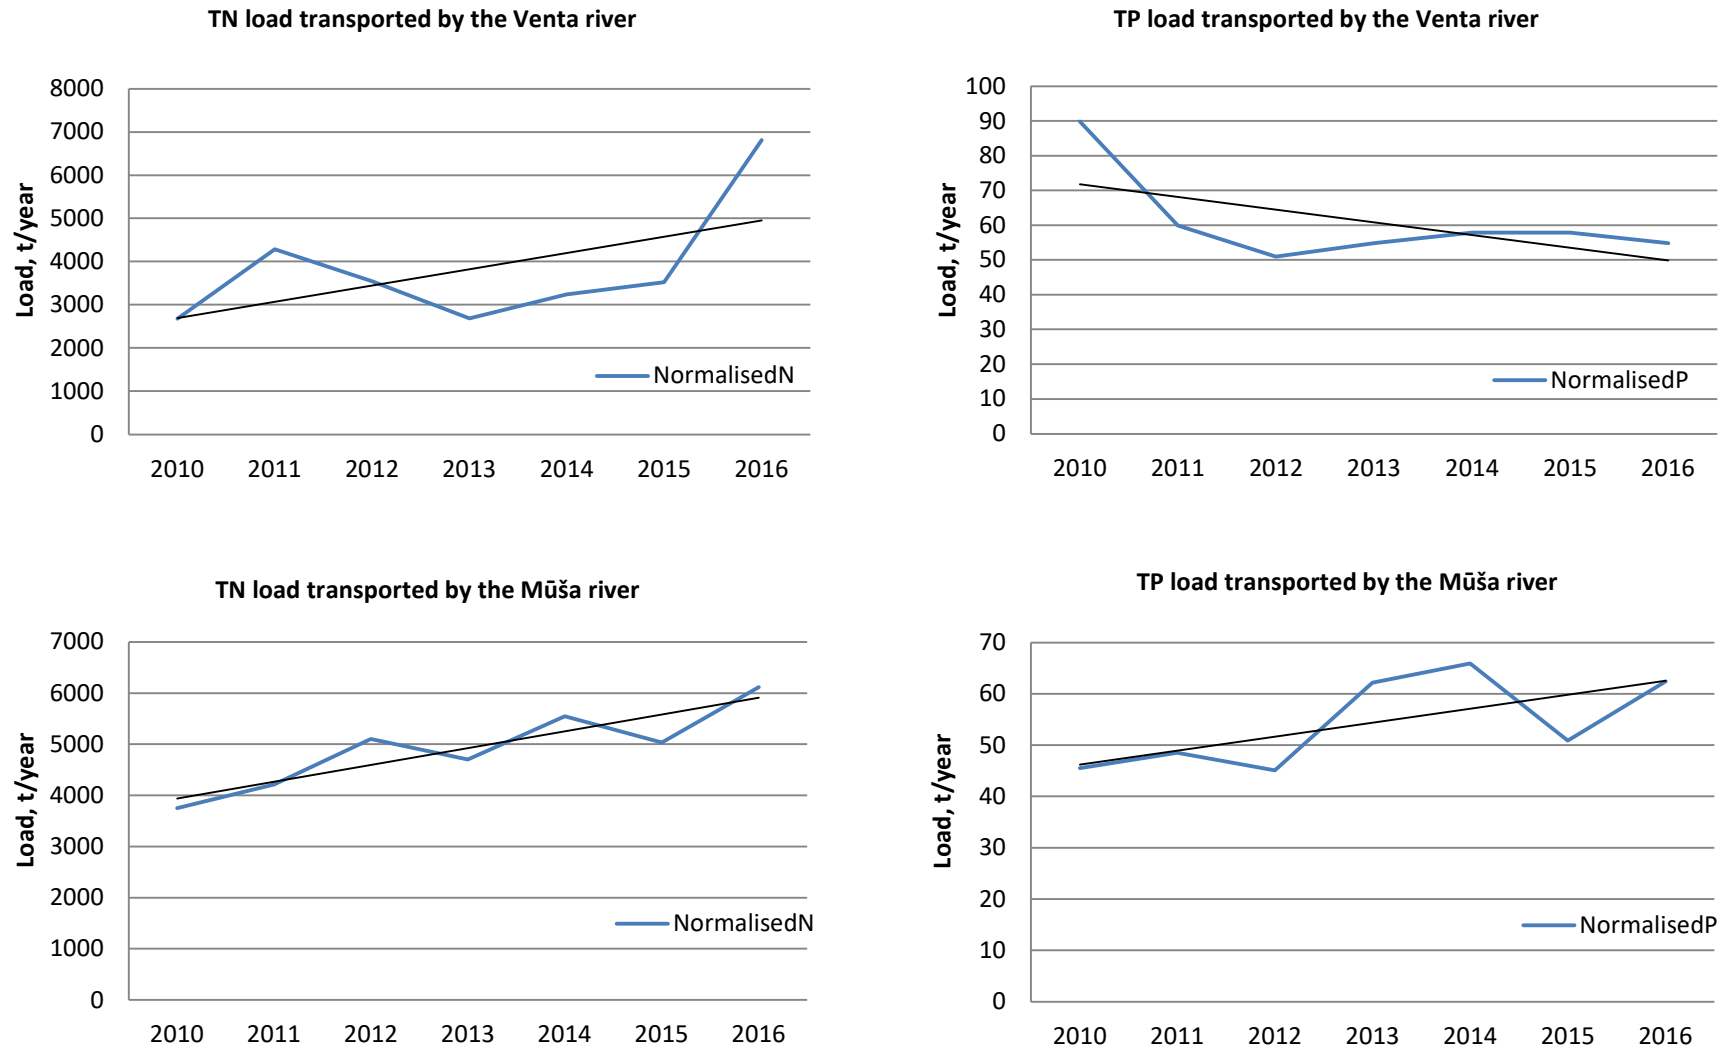 TN load transported by the Venta river
8000
7000
6000
5000
4000
3000
2000
1000
0
Load, t/year
NormalisedN
2010 2011 2012 2013 2014 2015 2016
TP load transported by the Venta river
100
90
80
70
60
50
40
30
20
10
0
Load, t/year
NormalisedP
2010 2011 2012 2013 2014 2015 2016
TN load transported by the Mūša river
7000
6000
5000
4000
3000
2000
1000
0
Load, t/year
NormalisedN
2010 2011 2012 2013 2014 2015 2016
TP load transported by the Mūša river
70
60
50
40
30
20
10
0
Load, t/year
NormalisedP
2010 2011 2012 2013 2014 2015 2016